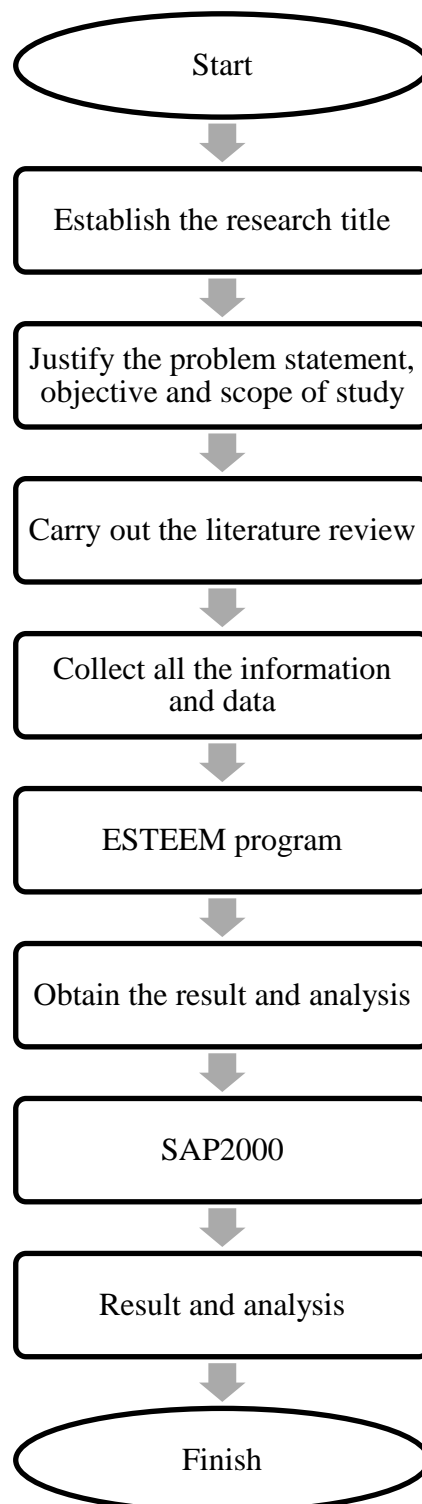 Start
Establish the research title
Justify the problem statement,
objective and scope of study
Carry out the literature review
Collect all the information
and data
ESTEEM program
Obtain the result and analysis
SAP2000
Result and analysis
Finish